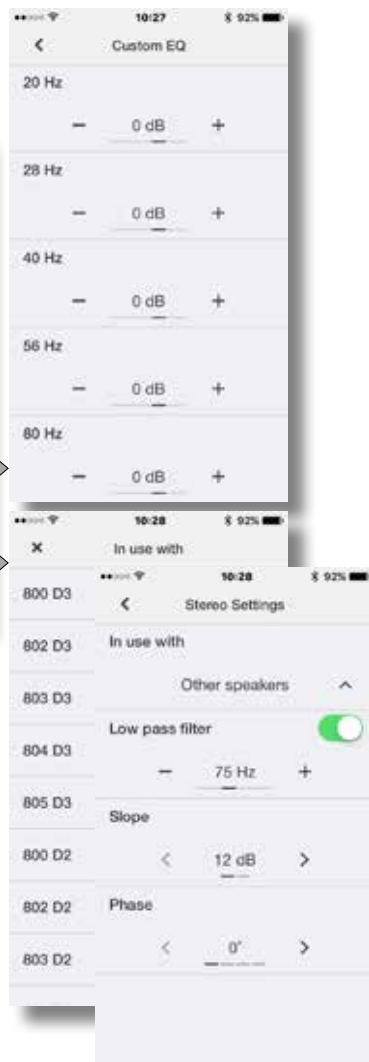 10:27 92%
Custom EQ
20 Hz
− 0 dB +
28 Hz
− 0 dB +
40 Hz
− 0 dB +
56 Hz
− 0 dB +
80 Hz
− 0 dB +
10:28 92%
In use with
800 D3
802 D3
803 D3
804 D3
805 D3
800 D2
802 D2
803 D2
10:28 92%
Stereo Settings
In use with
Other speakers
Low pass filter
− 75 Hz +
Slope
12 dB
Phase
0°